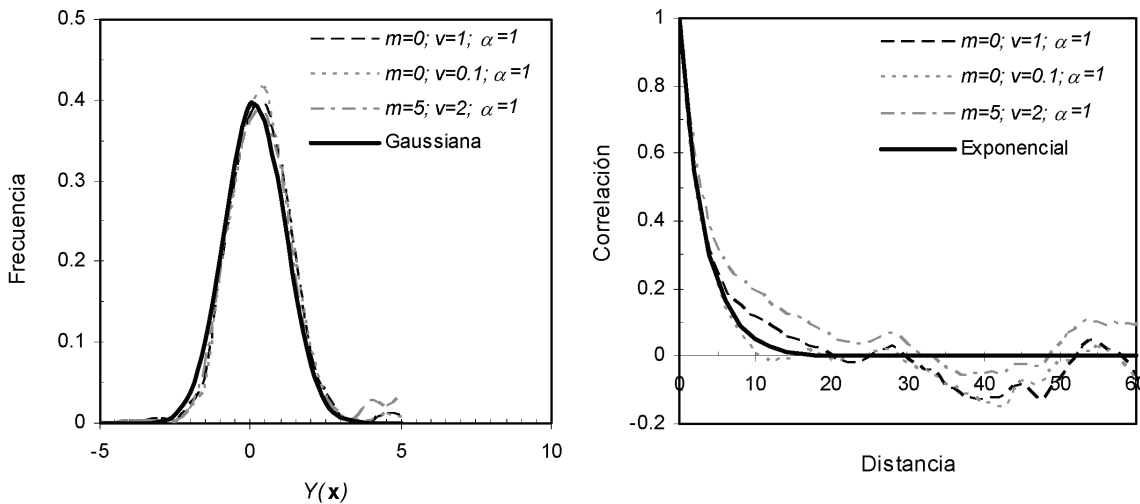 0.5
0.4
0.3
0.2
0.1
0
-5
0
5
10
Frecuencia
Y(x)
m=0; v=1; α=1
m=0; v=0.1; α=1
m=5; v=2; α=1
Gaussiana
1
0.8
0.6
0.4
0.2
0
-0.2
0
10
20
30
40
50
60
Correlación
Distancia
m=0; v=1; α=1
m=0; v=0.1; α=1
m=5; v=2; α=1
Exponencial